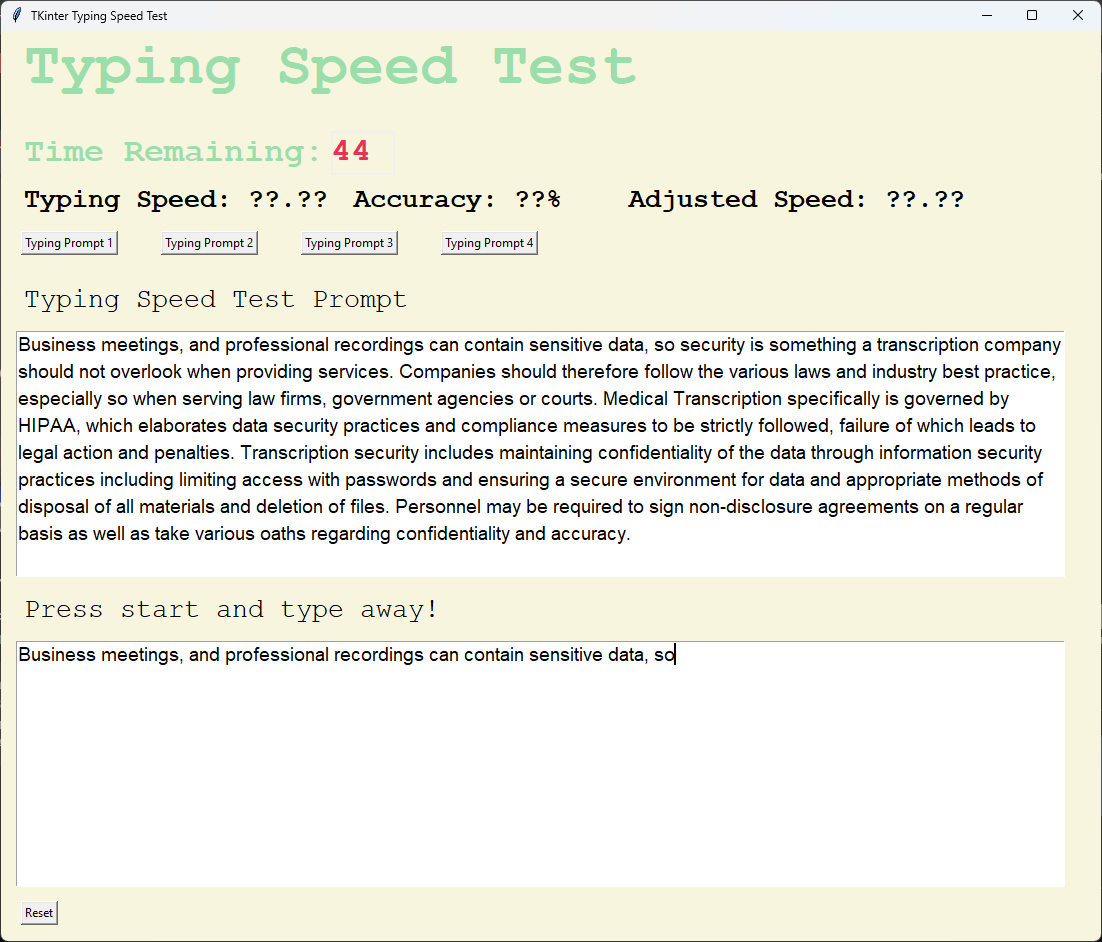 TKinter Typing Speed Test
Typing Speed Test
Time Remaining: 44
Typing Speed: ??.?? Accuracy: ??% Adjusted Speed: ??.??
Typing Prompt 1 Typing Prompt 2 Typing Prompt 3 Typing Prompt 4
Typing Speed Test Prompt
Business meetings, and professional recordings can contain sensitive data, so security is something a transcription company
should not overlook when providing services. Companies should therefore follow the various laws and industry best practice,
especially so when serving law firms, government agencies or courts. Medical Transcription specifically is governed by
HIPAA, which elaborates data security practices and compliance measures to be strictly followed, failure of which leads to
legal action and penalties. Transcription security includes maintaining confidentiality of the data through information security
practices including limiting access with passwords and ensuring a secure environment for data and appropriate methods of
disposal of all materials and deletion of files. Personnel may be required to sign non-disclosure agreements on a regular
basis as well as take various oaths regarding confidentiality and accuracy.
Press start and type away!
Business meetings, and professional recordings can contain sensitive data, so
Reset